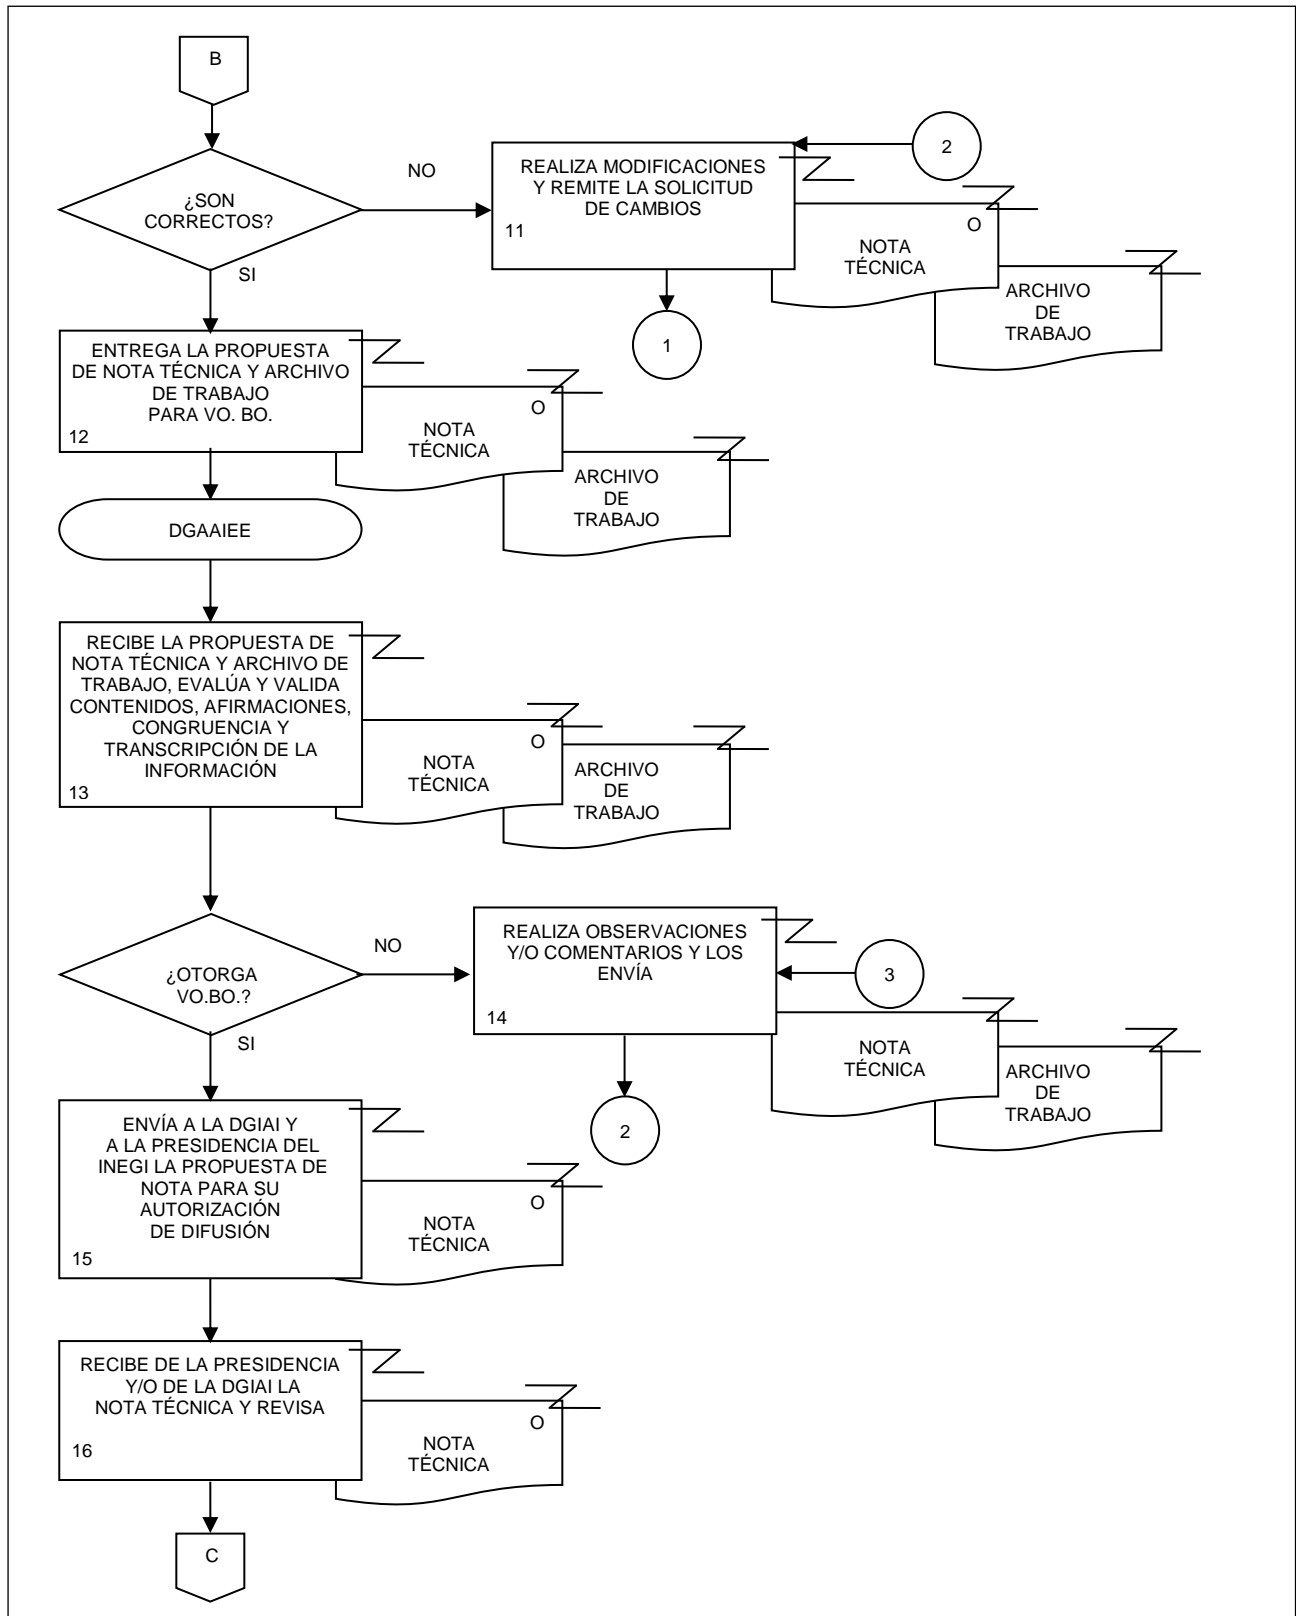 B
¿SON
CORRECTOS?
NO
SI
REALIZA MODIFICACIONES
Y REMITE LA SOLICITUD
DE CAMBIOS
11
2
O
NOTA
TÉCNICA
ARCHIVO
DE
TRABAJO
1
ENTREGA LA PROPUESTA
DE NOTA TÉCNICA Y ARCHIVO
DE TRABAJO
PARA VO. BO.
12
O
NOTA
TÉCNICA
ARCHIVO
DE
TRABAJO
DGAAIEE
RECIBE LA PROPUESTA DE
NOTA TÉCNICA Y ARCHIVO DE
TRABAJO, EVALÚA Y VALIDA
CONTENIDOS, AFIRMACIONES,
CONGRUENCIA Y
TRANSCRIPCIÓN DE LA
INFORMACIÓN
13
O
NOTA
TÉCNICA
ARCHIVO
DE
TRABAJO
¿OTORGA
VO.BO.?
NO
SI
REALIZA OBSERVACIONES
Y/O COMENTARIOS Y LOS
ENVÍA
14
3
NOTA
TÉCNICA
ARCHIVO
DE
TRABAJO
2
ENVÍA A LA DGIAI Y
A LA PRESIDENCIA DEL
INEGI LA PROPUESTA DE
NOTA PARA SU
AUTORIZACIÓN
DE DIFUSIÓN
15
O
NOTA
TÉCNICA
RECIBE DE LA PRESIDENCIA
Y/O DE LA DGIAI LA
NOTA TÉCNICA Y REVISA
16
O
NOTA
TÉCNICA
C